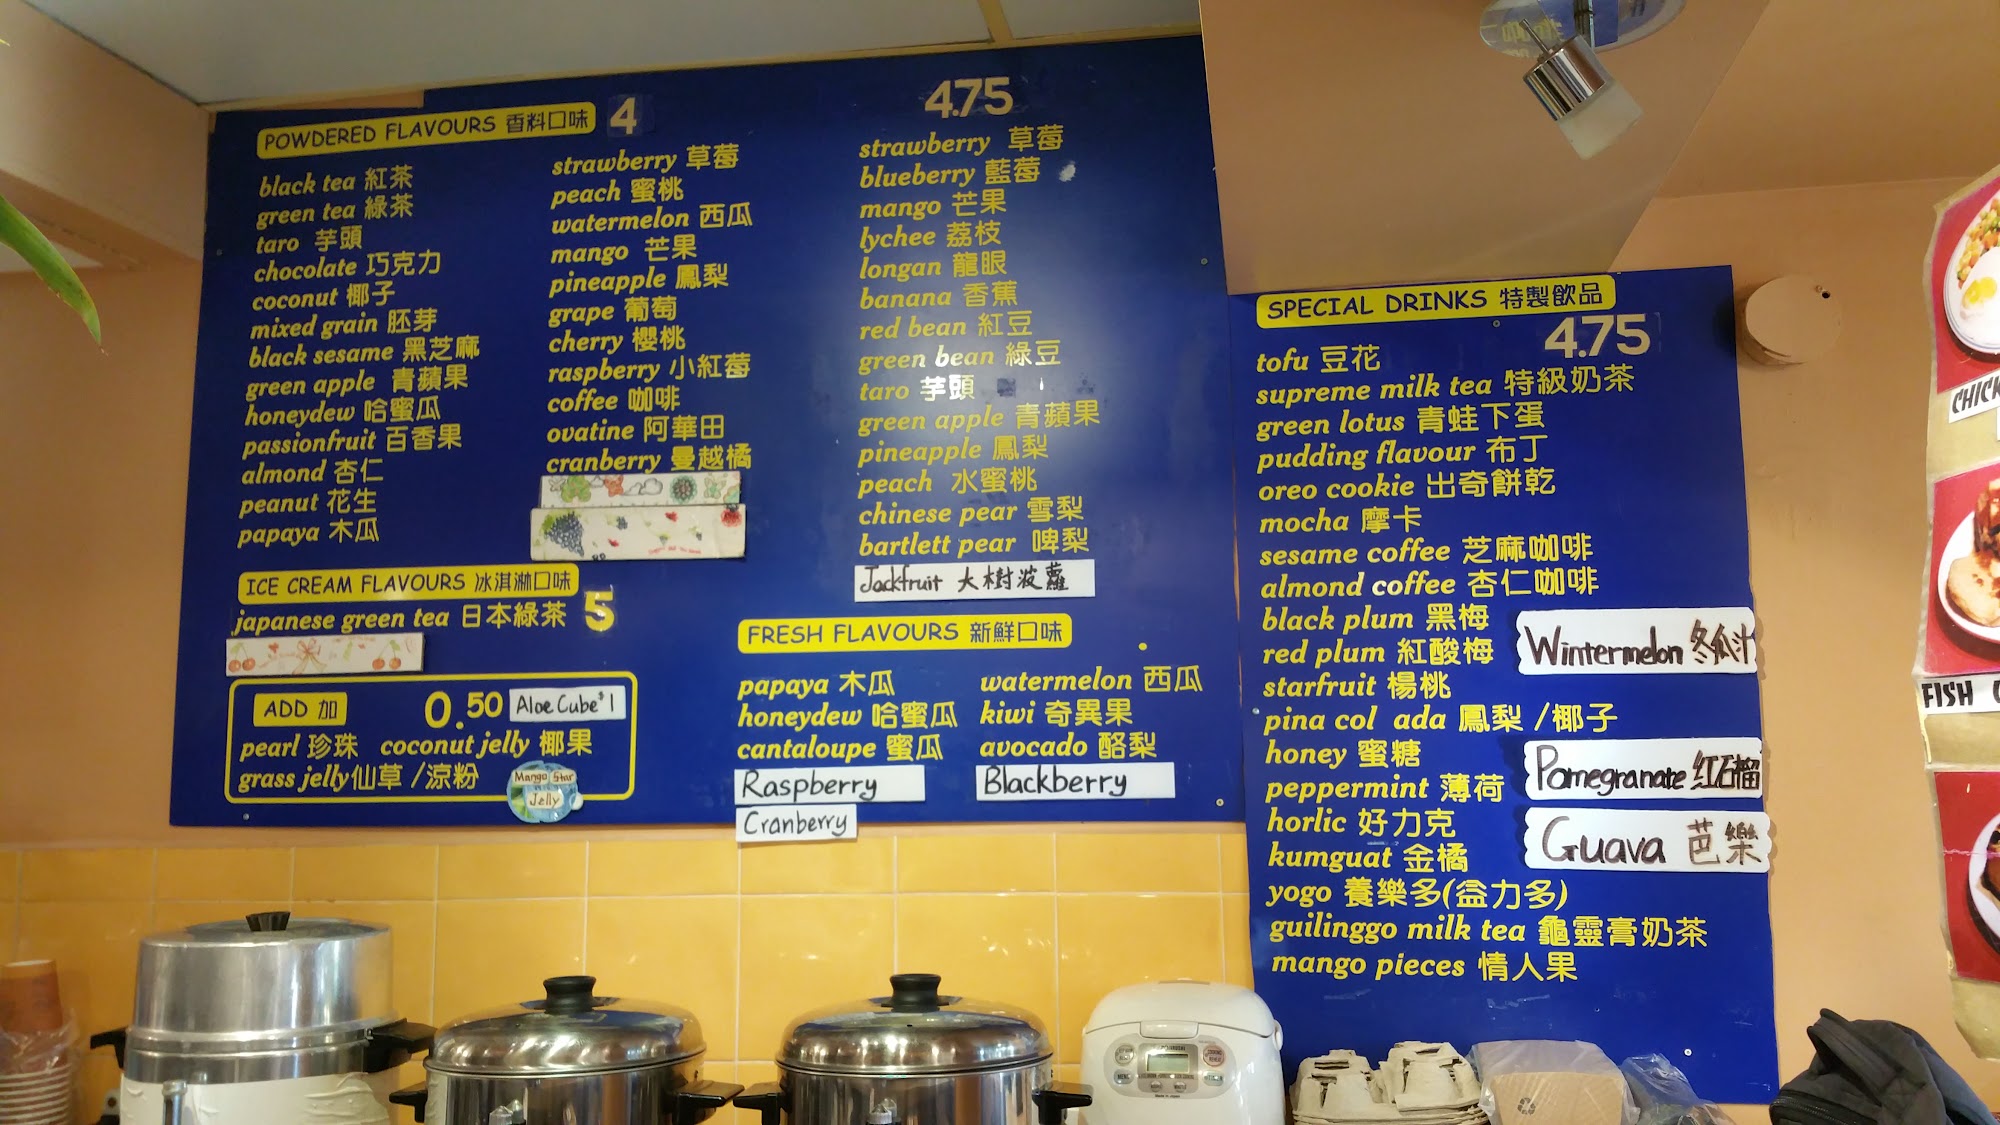 POWDERED FLAVOURS 香料口味 4
black tea 紅茶
green tea 綠茶
taro 芋頭
chocolate 巧克力
coconut 椰子
mixed grain 胚芽
black sesame 黑芝麻
green apple 青蘋果
honeydew 哈蜜瓜
passionfruit 百香果
almond 杏仁
peanut 花生
papaya 木瓜
strawberry 草莓
peach 蜜桃
watermelon 西瓜
mango 芒果
pineapple 鳳梨
grape 葡萄
cherry 櫻桃
raspberry 小紅莓
coffee 咖啡
ovatine 阿華田
cranberry 曼越橘
ICE CREAM FLAVOURS 冰淇淋口味
japanese green tea 日本綠茶 5
ADD 加 0.50 Aloe Cube $1
pearl 珍珠 coconut jelly 椰果
grass jelly仙草 /涼粉
Mango Star
Jelly
4.75
strawberry 草莓
blueberry 藍莓
mango 芒果
lychee 荔枝
longan 龍眼
banana 香蕉
red bean 紅豆
green bean 綠豆
taro 芋頭
green apple 青蘋果
pineapple 鳳梨
peach 水蜜桃
chinese pear 雪梨
bartlett pear 啤梨
Jackfruit 大樹波蘿
FRESH FLAVOURS 新鮮口味
papaya 木瓜
honeydew 哈蜜瓜
cantaloupe 蜜瓜
Raspberry
Cranberry
watermelon 西瓜
kiwi 奇異果
avocado 酪梨
Blackberry
SPECIAL DRINKS 特製飲品
4.75
tofu 豆花
supreme milk tea 特級奶茶
green lotus 青蛙下蛋
pudding flavour 布丁
oreo cookie 出奇餅乾
mocha 摩卡
sesame coffee 芝麻咖啡
almond coffee 杏仁咖啡
black plum 黑梅
red plum 紅酸梅
starfruit 楊桃
pina col ada 鳳梨 /椰子
honey 蜜糖
peppermint 薄荷
horlic 好力克
kumguat 金橘
yogo 養樂多(益力多)
guilinggo milk tea 龜靈膏奶茶
mango pieces 情人果
Wintermelon 冬瓜汁
Pomegranate 红石榴
Guava 芭樂
CHICK
FISH